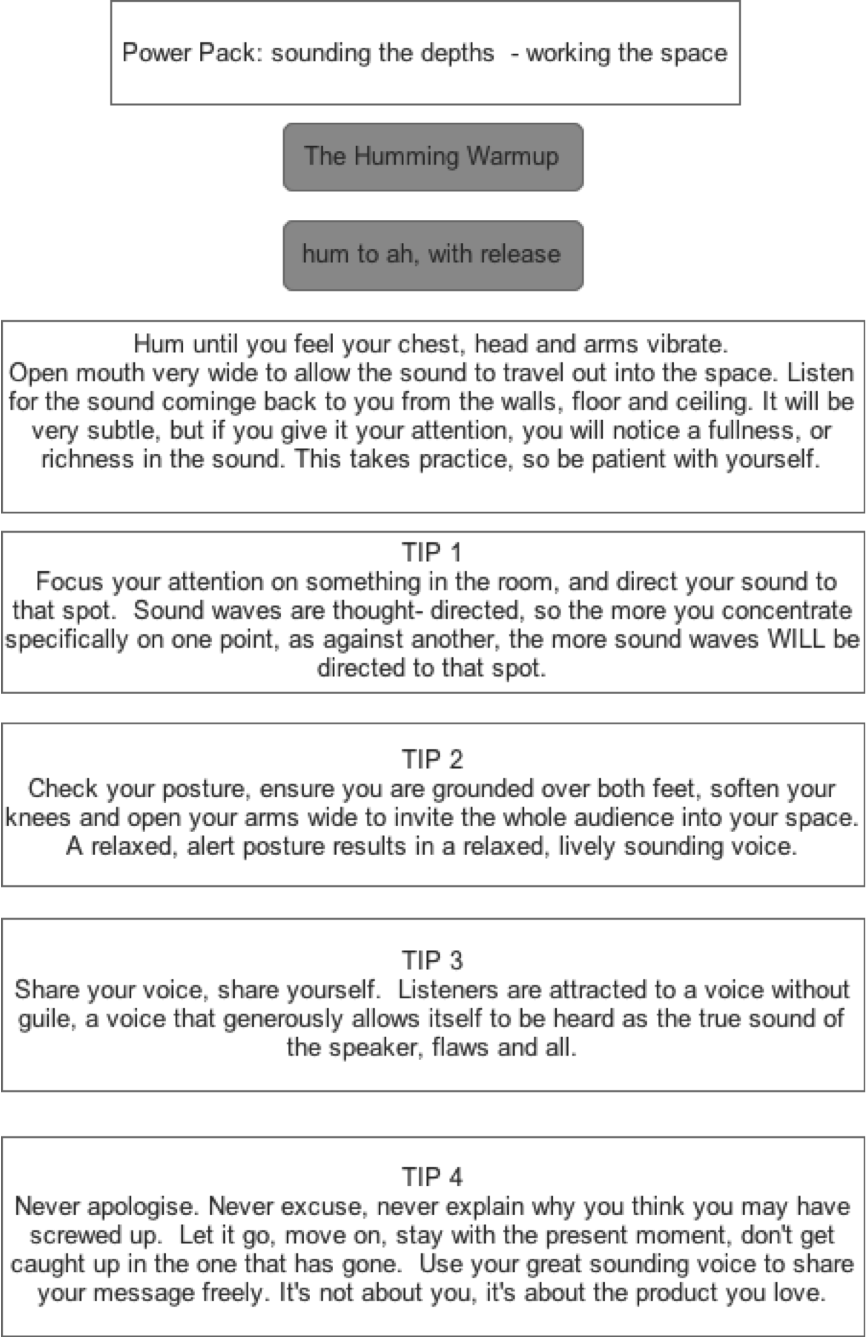 Power Pack: sounding the depths  - working the space
The Humming Warmup
hum to ah, with release
Hum until you feel your chest, head and arms vibrate.
Open mouth very wide to allow the sound to travel out into the space. Listen
for the sound cominge back to you from the walls, floor and ceiling. It will be
very subtle, but if you give it your attention, you will notice a fullness, or
richness in the sound. This takes practice, so be patient with yourself.
TIP 1
Focus your attention on something in the room, and direct your sound to
that spot.  Sound waves are thought- directed, so the more you concentrate
specifically on one point, as against another, the more sound waves WILL be
directed to that spot.
TIP 2
Check your posture, ensure you are grounded over both feet, soften your
knees and open your arms wide to invite the whole audience into your space.
A relaxed, alert posture results in a relaxed, lively sounding voice.
TIP 3
Share your voice, share yourself.  Listeners are attracted to a voice without
guile, a voice that generously allows itself to be heard as the true sound of
the speaker, flaws and all.
TIP 4
Never apologise. Never excuse, never explain why you think you may have
screwed up.  Let it go, move on, stay with the present moment, don't get
caught up in the one that has gone.  Use your great sounding voice to share
your message freely. It's not about you, it's about the product you love.